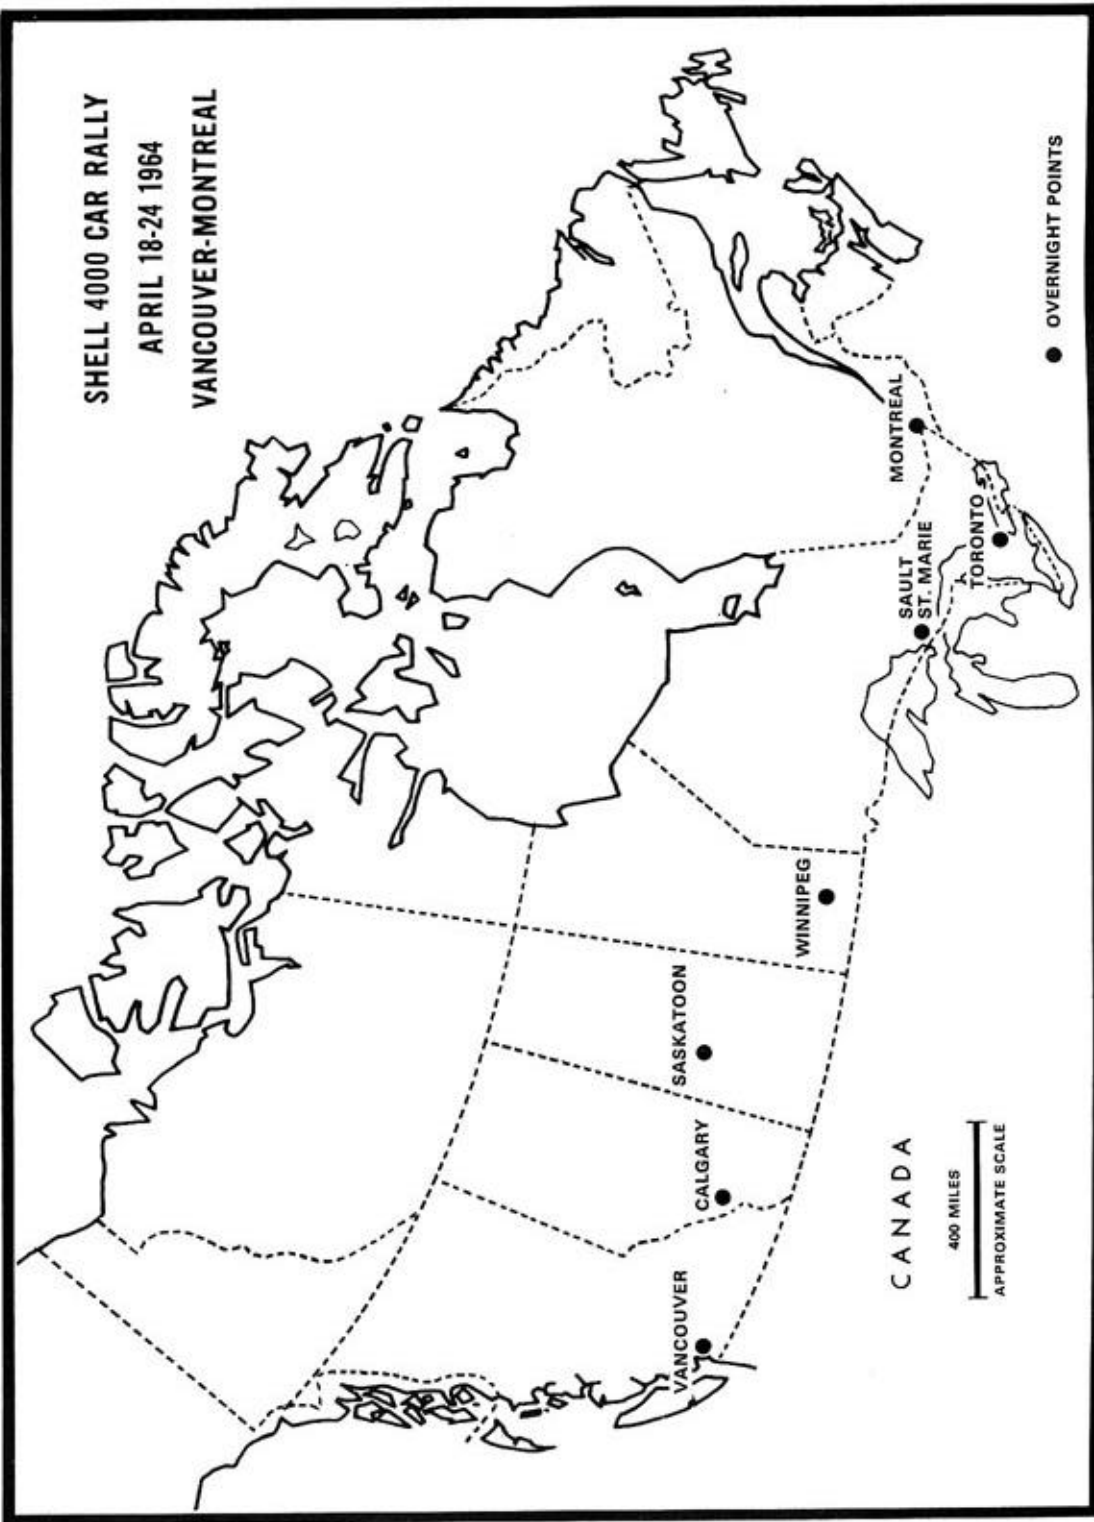 SHELL 4000 CAR RALLY
APRIL 18-24 1964
VANCOUVER-MONTREAL
VANCOUVER
CALGARY
SASKATOON
WINNIPEG
SAULT
ST. MARIE
TORONTO
MONTREAL
CANADA
400 MILES
APPROXIMATE SCALE
● OVERNIGHT POINTS